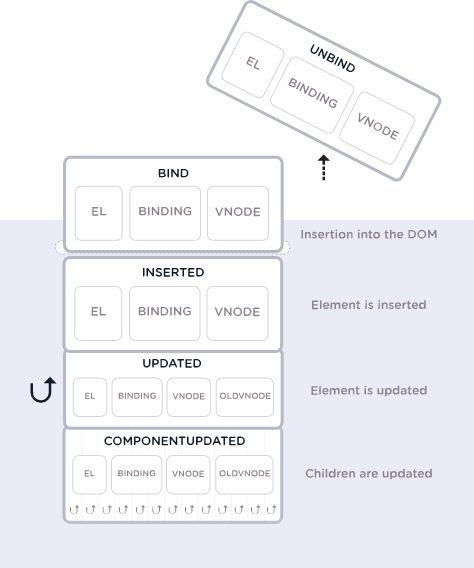 UNBIND
EL
BINDING
VNODE
BIND
EL BINDING VNODE
Insertion into the DOM
INSERTED
EL BINDING VNODE
Element is inserted
UPDATED
EL BINDING VNODE OLDVNODE
Element is updated
COMPONENTUPDATED
EL BINDING VNODE OLDVNODE
Children are updated